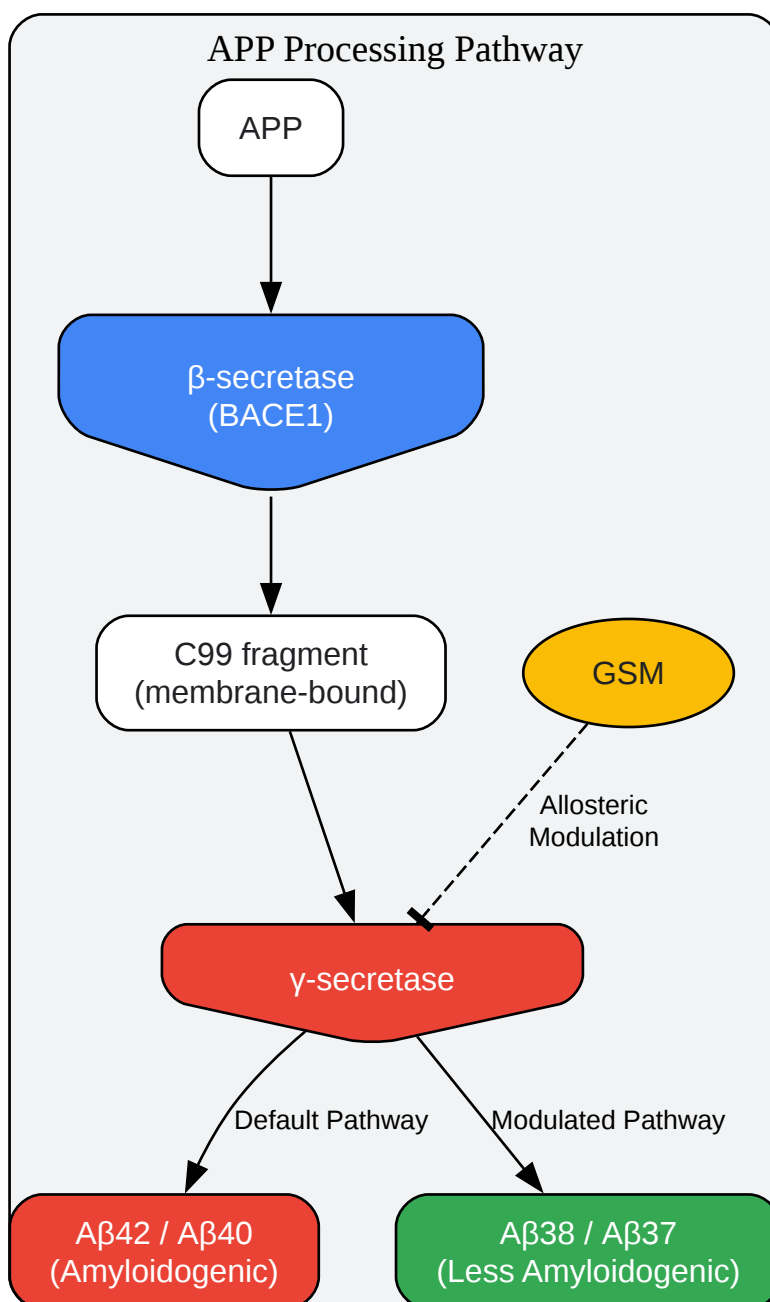 APP Processing Pathway
APP
β-secretase
(BACE1)
C99 fragment
(membrane-bound)
GSM
Allosteric
Modulation
γ-secretase
Default Pathway
Modulated Pathway
Aβ42 / Aβ40
(Amyloidogenic)
Aβ38 / Aβ37
(Less Amyloidogenic)